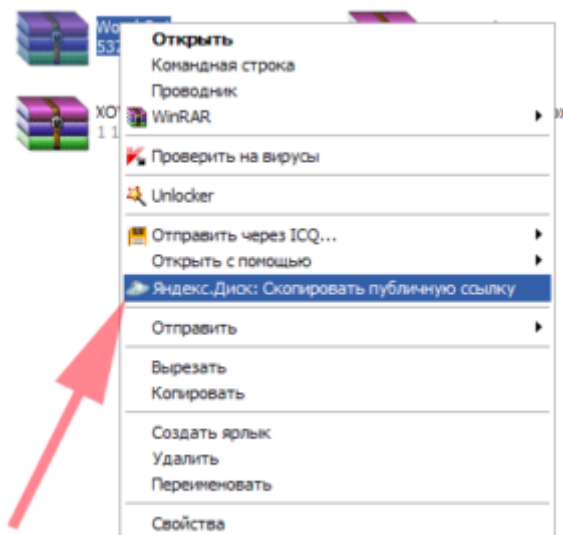 Открыть
Командная строка
Проводник
WinRAR
Проверить на вирусы
Unlocker
Отправить через ICQ...
Открыть с помощью
Яндекс.Диск: Скопировать публичную ссылку
Отправить
Вырезать
Копировать
Создать ярлык
Удалить
Переименовать
Свойства